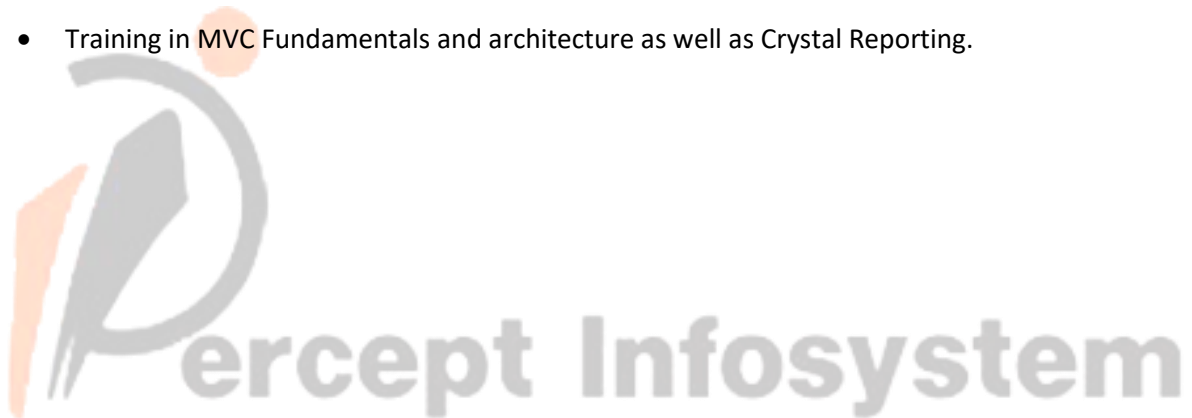 • Training in MVC Fundamentals and architecture as well as Crystal Reporting.
Percept Infosystem